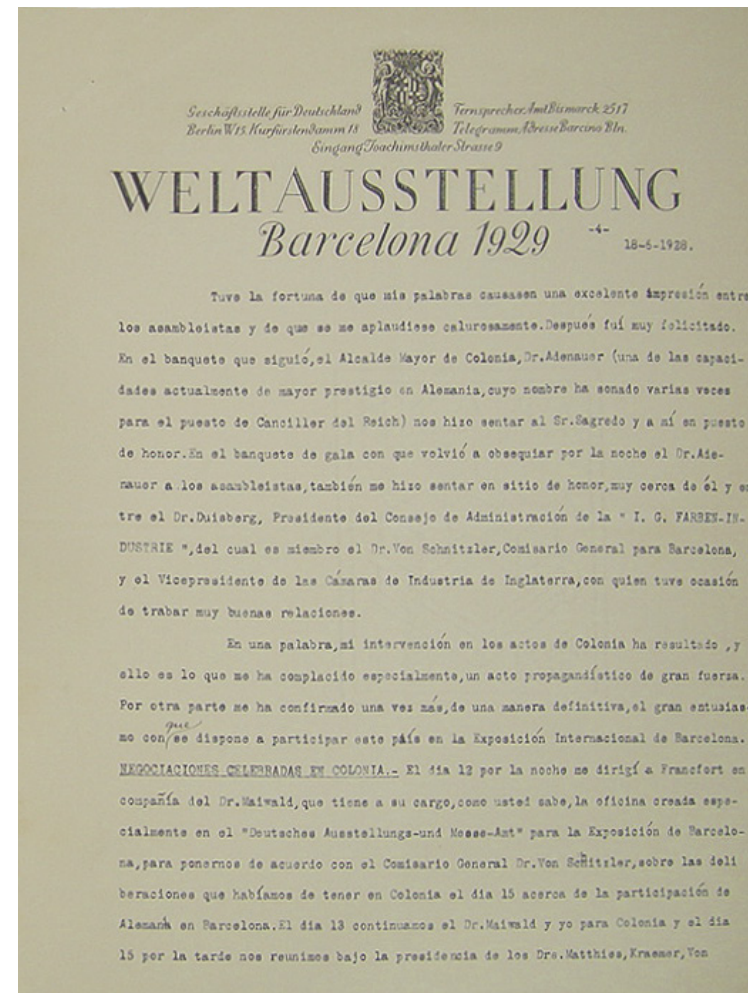 Geschäftsstelle für Deutschland
Berlin W15. Kurfürstendamm 18
Fernsprecher Amt Bismarck 2517
Telegramm Adresse Barcino Bln.
Eingang Joachimsthaler Strasse 9
WELTAUSSTELLUNG
Barcelona 1929
-4-
18-6-1928.
Tuve la fortuna de que mis palabras causasen una excelente impresión entre
los asambleistas y de que se me aplaudiese calurosamente.Después fuí muy felicitado.
En el banquete que siguió,el Alcalde Mayor de Colonia,Dr.Adenauer (una de las capaci-
dades actualmente de mayor prestigio en Alemania,cuyo nombre ha sonado varias veces
para el puesto de Canciller del Reich) nos hizo sentar al Sr.Sagredo y a mí en puesto
de honor.En el banquete de gala con que volvió a obsequiar por la noche el Dr.Ade-
nauer a los asambleistas,también me hizo sentar en sitio de honor,muy cerca de él y en
tre el Dr.Duisberg, Presidente del Consejo de Administración de la " I. G. FARBEN-IN-
DUSTRIE ",del cual es miembro el Dr.Von Schnitzler,Comisario General para Barcelona,
y el Vicepresidente de las Cámaras de Industria de Inglaterra,con quien tuve ocasión
de trabar muy buenas relaciones.
En una palabra,mi intervención en los actos de Colonia ha resultado ,y
ello es lo que me ha complacido especialmente,un acto propagandístico de gran fuerza.
Por otra parte me ha confirmado una vez más,de una manera definitiva,el gran entusias-
mo con que se dispone a participar este país en la Exposición Internacional de Barcelona.
NEGOCIACIONES CELEBRADAS EN COLONIA.- El dia 12 por la noche me dirigí a Francfort en
compañía del Dr.Maiwald,que tiene a su cargo,como usted sabe,la oficina creada espe-
cialmente en el "Deutsches Ausstellungs-und Messe-Amt" para la Exposición de Barcelo-
na,para ponernos de acuerdo con el Comisario General Dr.Von Schnitzler,sobre las deli
beraciones que habíamos de tener en Colonia el dia 15 acerca de la participación de
Alemania en Barcelona.El dia 13 continuamos el Dr.Maiwald y yo para Colonia y el dia
15 por la tarde nos reunimos bajo la presidencia de los Drs.Matthies,Kraemer,Von